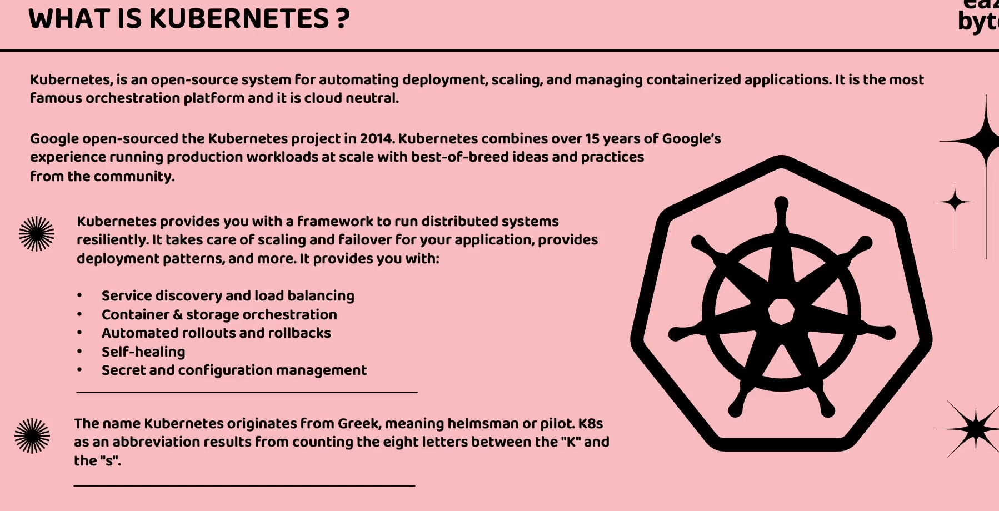 WHAT IS KUBERNETES ?
Kubernetes, is an open-source system for automating deployment, scaling, and managing containerized applications. It is the most
famous orchestration platform and it is cloud neutral.
Google open-sourced the Kubernetes project in 2014. Kubernetes combines over 15 years of Google’s
experience running production workloads at scale with best-of-breed ideas and practices
from the community.
Kubernetes provides you with a framework to run distributed systems
resiliently. It takes care of scaling and failover for your application, provides
deployment patterns, and more. It provides you with:
• Service discovery and load balancing
• Container & storage orchestration
• Automated rollouts and rollbacks
• Self-healing
• Secret and configuration management
The name Kubernetes originates from Greek, meaning helmsman or pilot. K8s
as an abbreviation results from counting the eight letters between the "K" and
the "s".